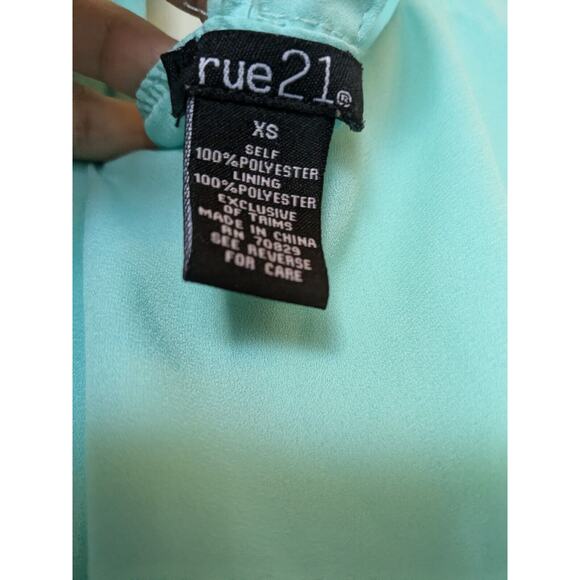 rue21®
XS
SELF
100%POLYESTER
LINING
100%POLYESTER
EXCLUSIVE
OF TRIMS
MADE IN CHINA
RN 70829
SEE REVERSE
FOR CARE